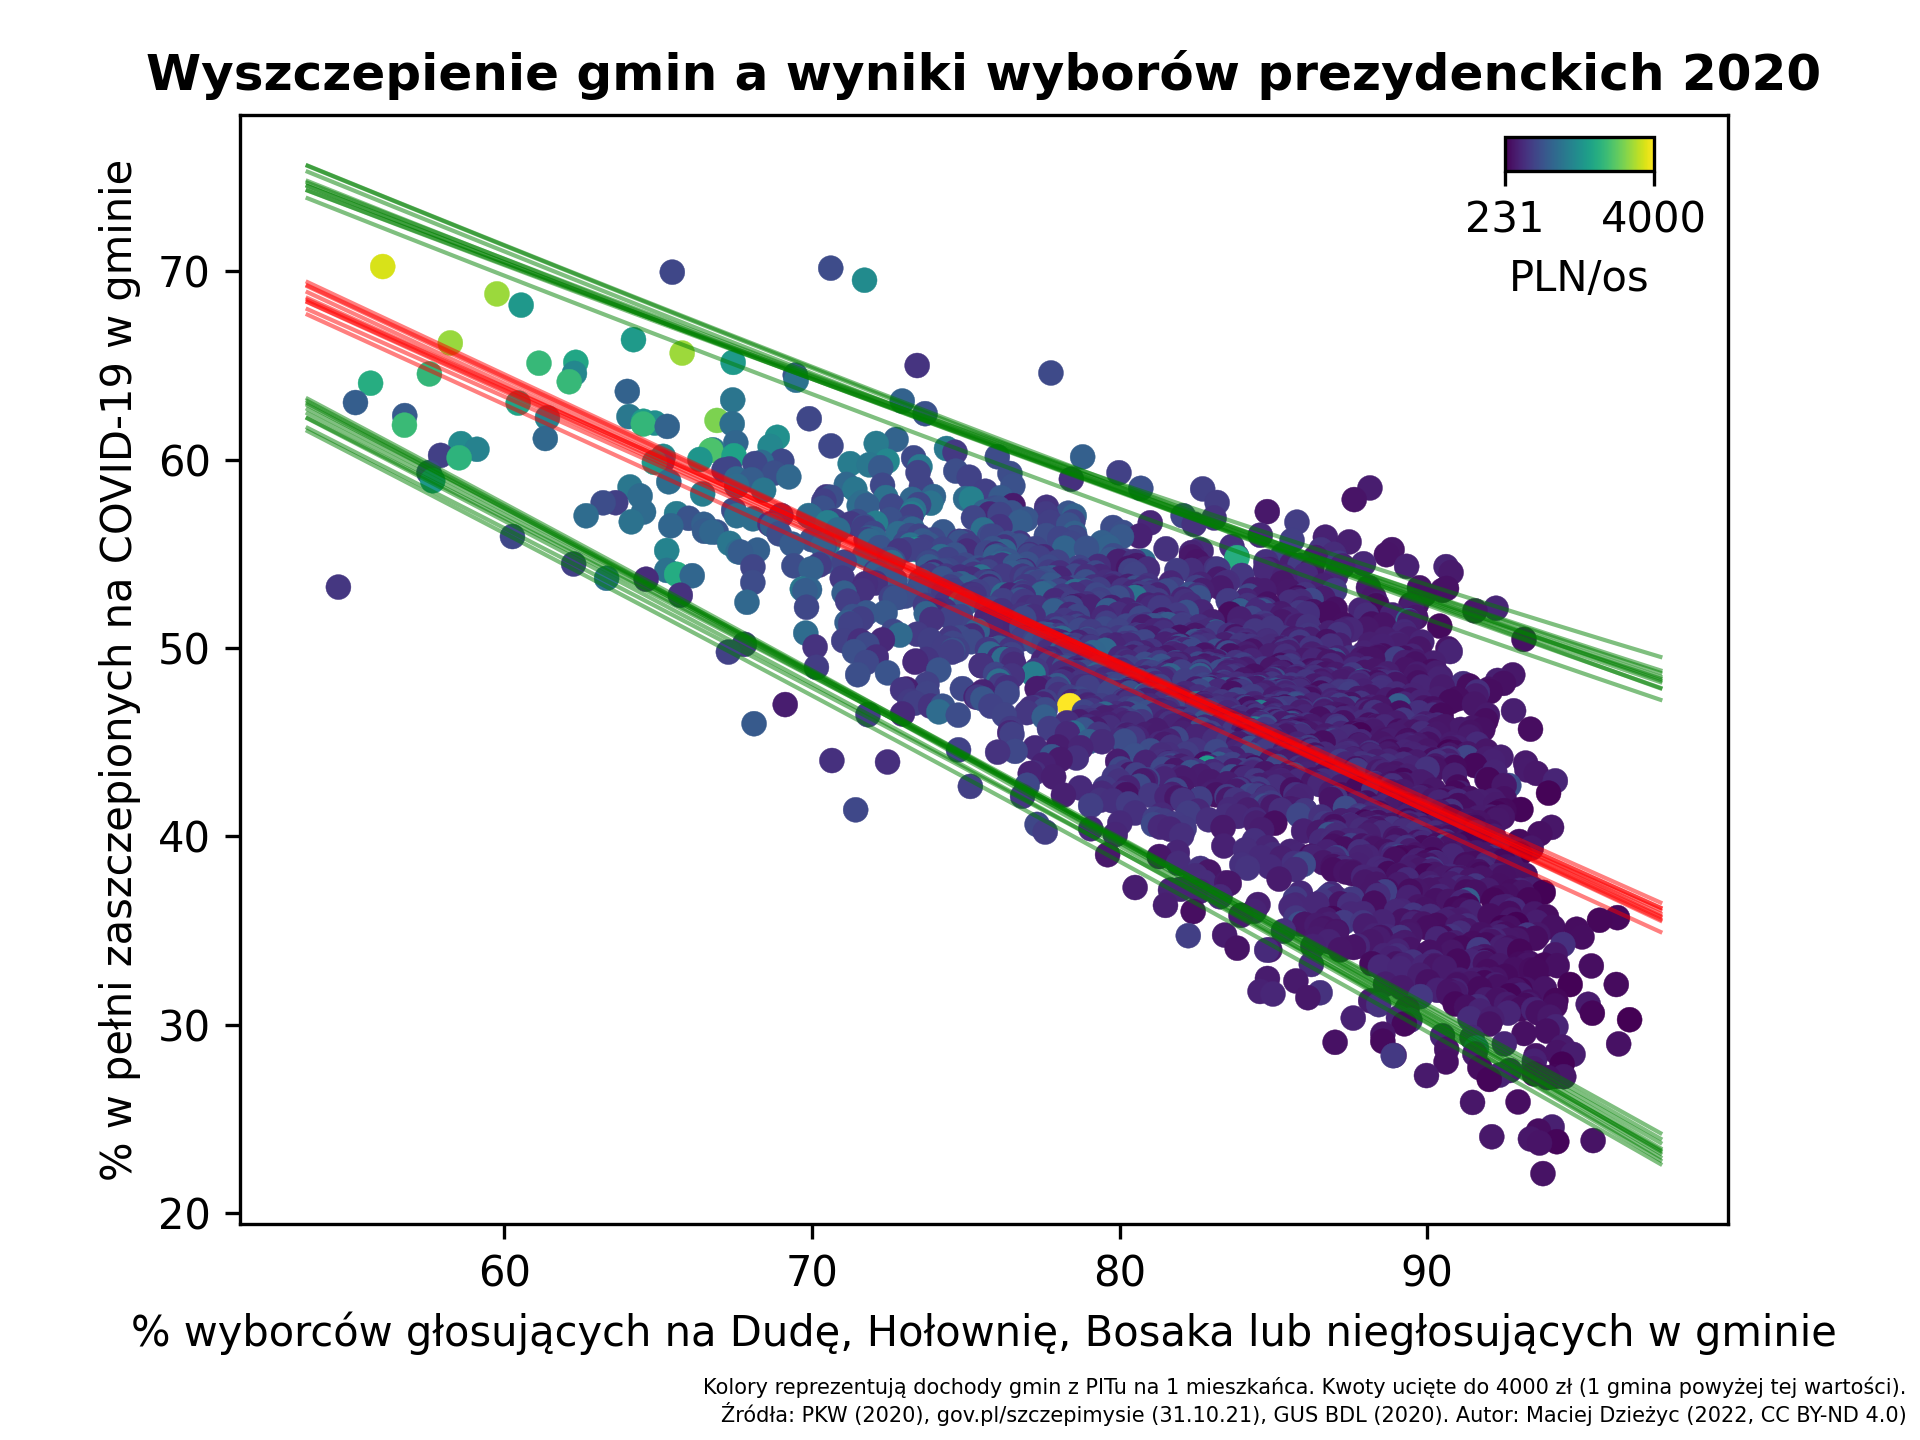 Wyszczepienie gmin a wyniki wyborów prezydenckich 2020
% w pełni zaszczepionych na COVID-19 w gminie
70
60
50
40
30
20
231 4000
PLN/os
60 70 80 90
% wyborców głosujących na Dudę, Hołownię, Bosaka lub niegłosujących w gminie
Kolory reprezentują dochody gmin z PITu na 1 mieszkańca. Kwoty ucięte do 4000 zł (1 gmina powyżej tej wartości).
Źródła: PKW (2020), gov.pl/szczepimysie (31.10.21), GUS BDL (2020). Autor: Maciej Dzieżyc (2022, CC BY-ND 4.0)